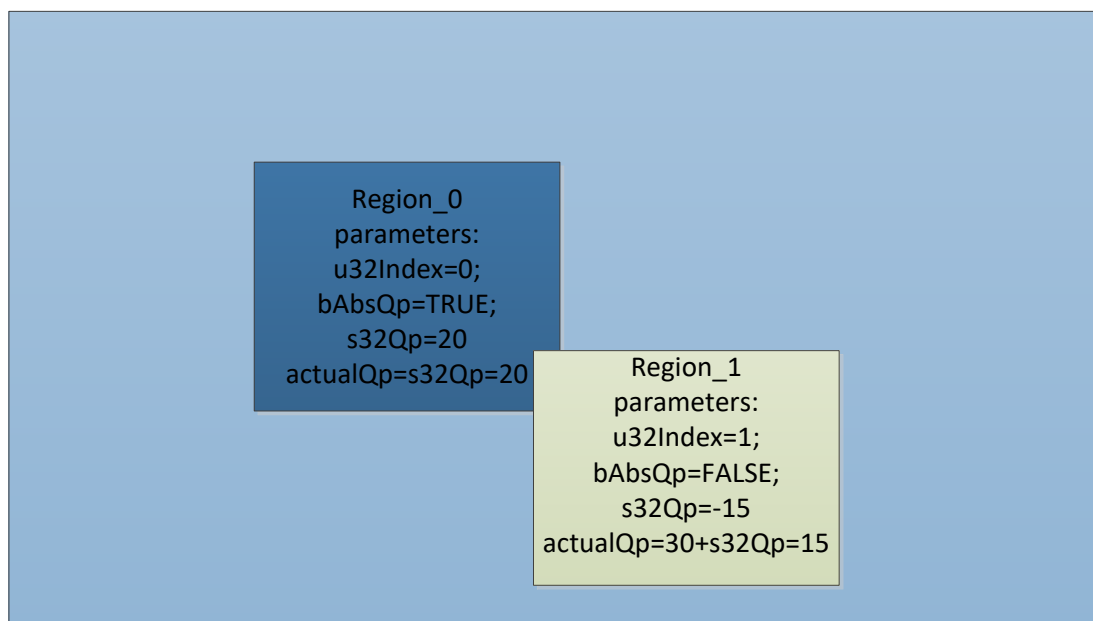 Region_0
parameters:
u32Index=0;
bAbsQp=TRUE;
s32Qp=20
actualQp=s32Qp=20
Region_1
parameters:
u32Index=1;
bAbsQp=FALSE;
s32Qp=-15
actualQp=30+s32Qp=15